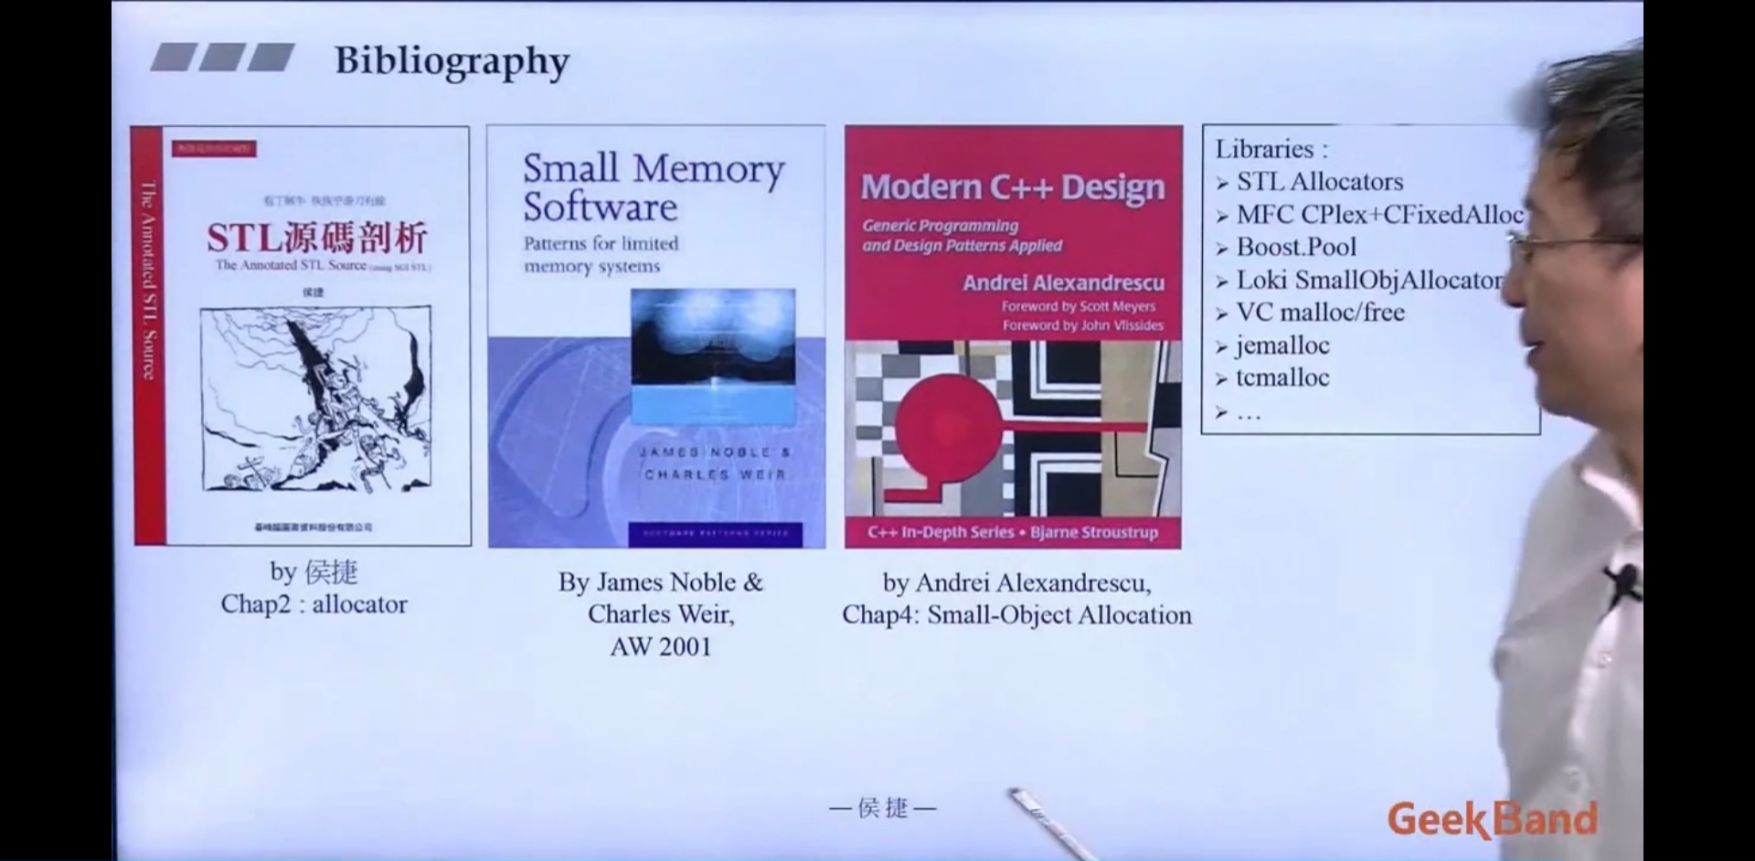 Bibliography
The Annotated STL Source
STL源碼剖析
The Annotated STL Source (using SGI STL)
侯捷
by 侯捷
Chap2 : allocator
Small Memory
Software
Patterns for limited
memory systems
JAMES NOBLE &
CHARLES WEIR
SOFTWARE PATTERNS SERIES
By James Noble &
Charles Weir,
AW 2001
Modern C++ Design
Generic Programming
and Design Patterns Applied
Andrei Alexandrescu
Foreword by Scott Meyers
Foreword by John Vlissides
C++ In-Depth Series • Bjarne Stroustrup
by Andrei Alexandrescu,
Chap4: Small-Object Allocation
Libraries :
➢ STL Allocators
➢ MFC CPlex+CFixedAlloc
➢ Boost.Pool
➢ Loki SmallObjAllocator
➢ VC malloc/free
➢ jemalloc
➢ tcmalloc
➢ …
—侯捷—
GeekBand